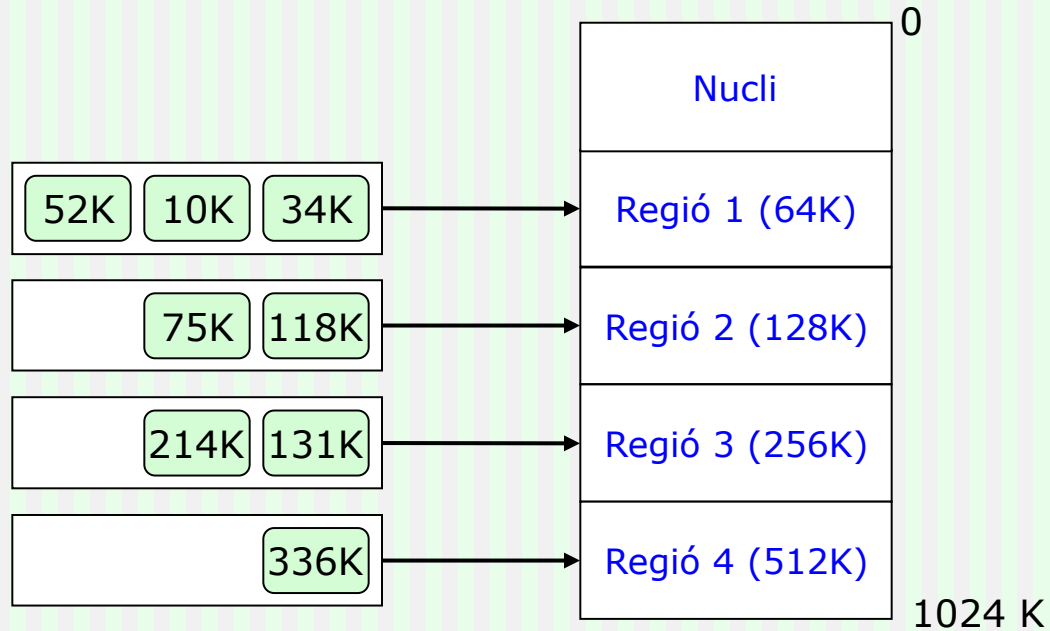 0
Nucli
52K 10K 34K
Regió 1 (64K)
75K 118K
Regió 2 (128K)
214K 131K
Regió 3 (256K)
336K
Regió 4 (512K)
1024 K